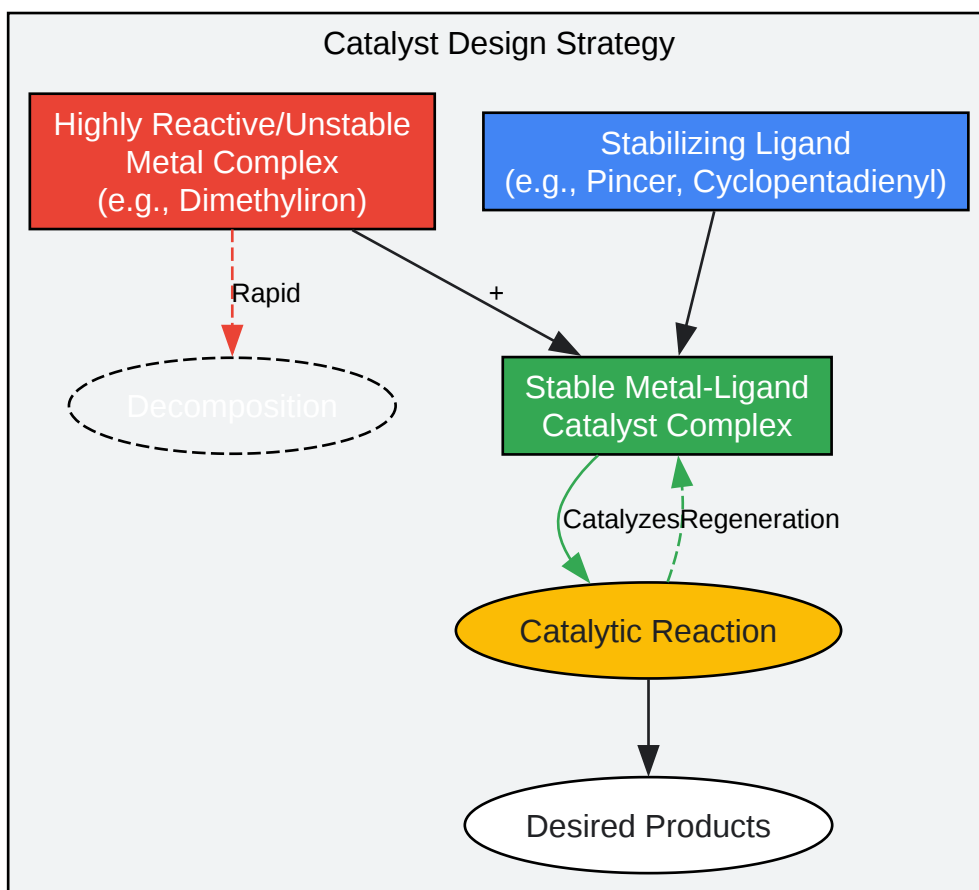 Catalyst Design Strategy
Highly Reactive/Unstable
Metal Complex
(e.g., Dimethyliron)
Stabilizing Ligand
(e.g., Pincer, Cyclopentadienyl)
Rapid
+
Decomposition
Stable Metal-Ligand
Catalyst Complex
Catalyzes
Regeneration
Catalytic Reaction
Desired Products